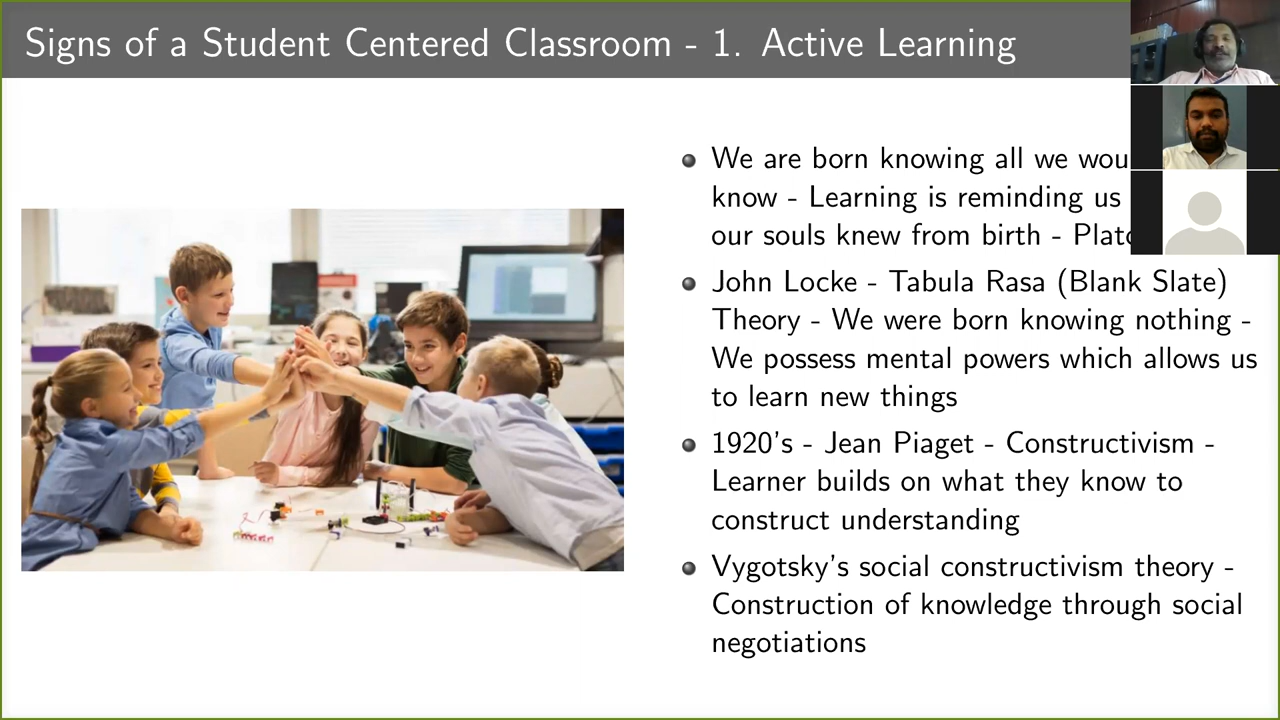 Signs of a Student Centered Classroom - 1. Active Learning
We are born knowing all we
know - Learning is reminding us
our souls knew from birth -
John Locke - Tabula Rasa (Blank Slate)
Theory - We were born knowing nothing -
We possess mental powers which allows us
to learn new things
1920's - Jean Piaget - Constructivism -
Learner builds on what they know to
construct understanding
Vygotsky's social constructivism theory -
Construction of knowledge through social
negotiations